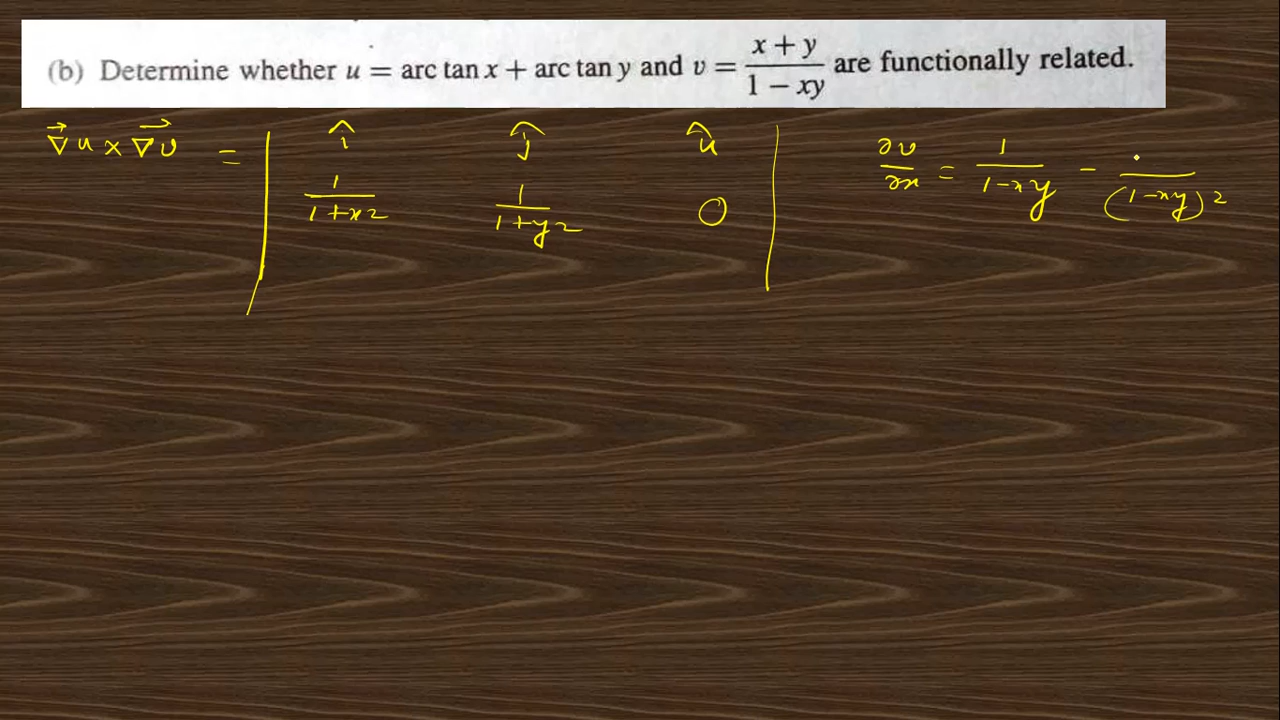 (b) Determine whether u = arc tan x + arc tan y and v = (x + y)/(1 − xy) are functionally related.
∇⃗u × ∇⃗v = | î ĵ k̂ | ∂v/∂x = 1/(1-xy) - /(1-xy)²
1/(1+x²) 1/(1+y²) 0